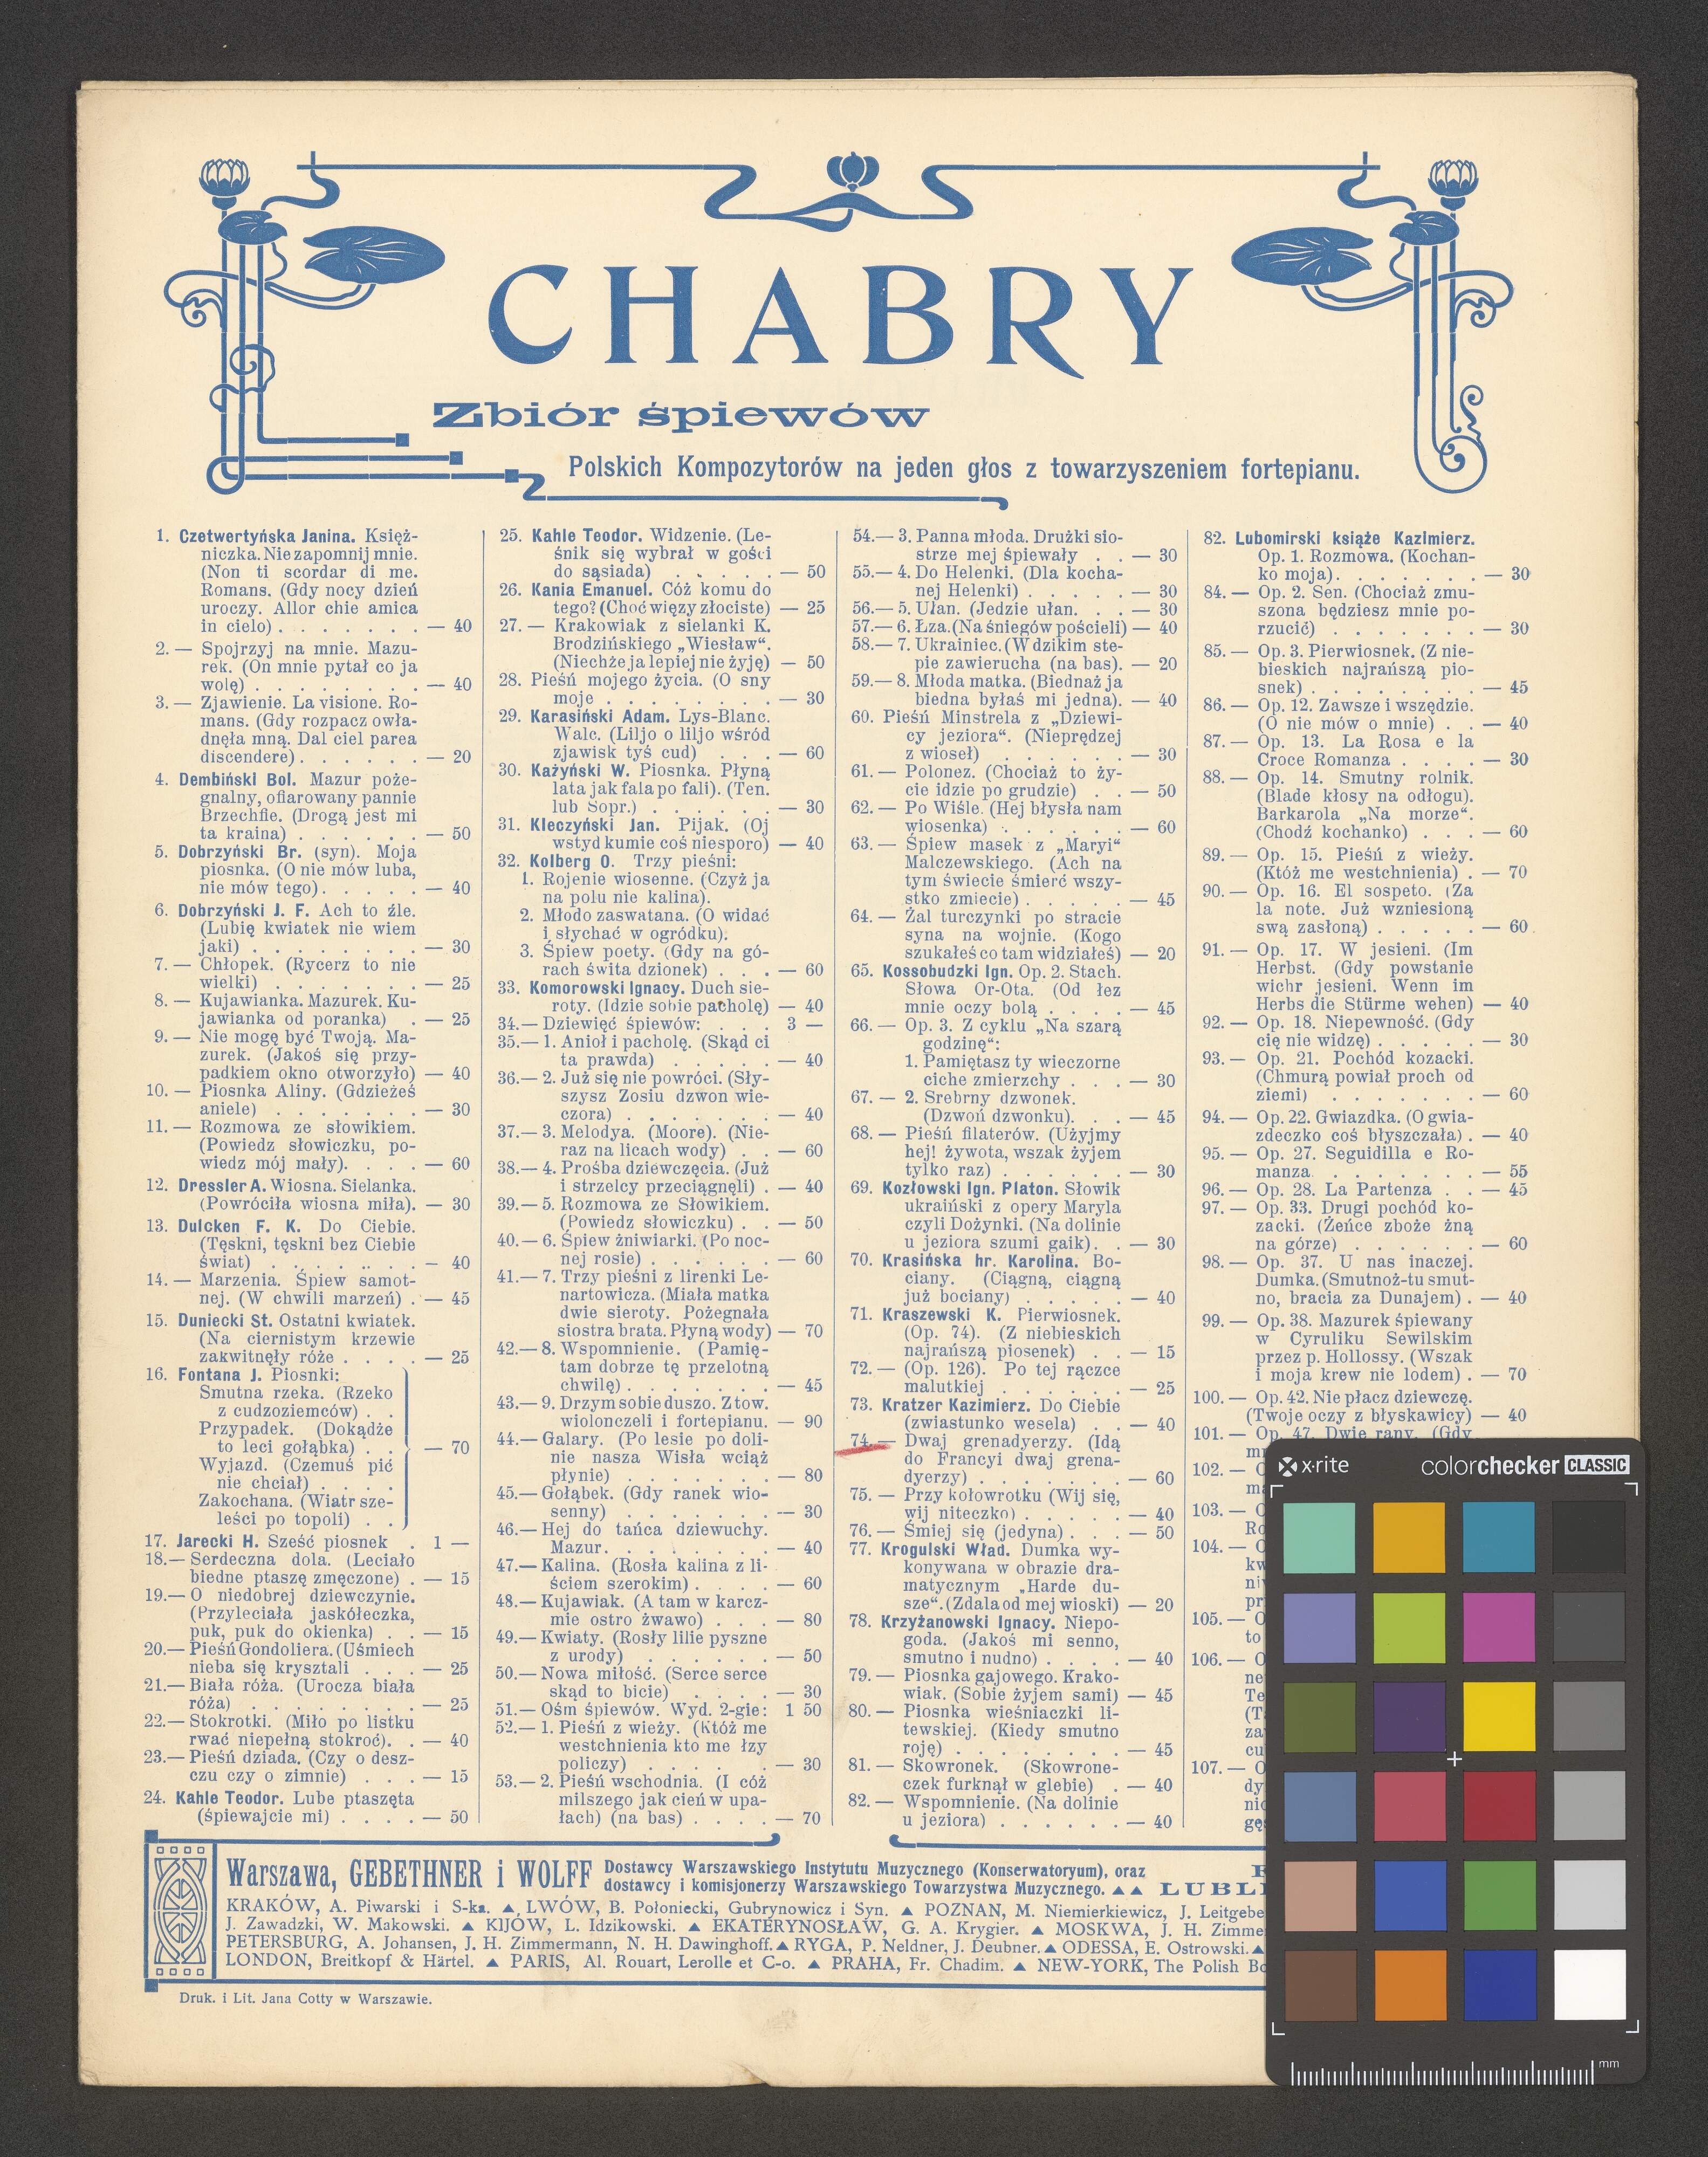 CHABRY
Zbiór śpiewów
Polskich Kompozytorów na jeden głos z towarzyszeniem fortepianu.
1. Czetwertyńska Janina. Księż-
niczka. Nie zapomnij mnie.
(Non ti scordar di me.
Romans. (Gdy nocy dzień
uroczy. Allor chie amica
in cielo) . . . . . . . — 40
2. — Spojrzyj na mnie. Mazu-
rek. (On mnie pytał co ja
wolę) . . . . . . . . — 40
3. — Zjawienie. La visione. Ro-
mans. (Gdy rozpacz owła-
dnęła mną. Dal ciel parea
discendere) . . . . . . — 20
4. Dembiński Bol. Mazur poże-
gnalny, ofiarowany pannie
Brzechffie. (Drogą jest mi
ta kraina) . . . . . . — 50
5. Dobrzyński Br. (syn). Moja
piosnka. (O nie mów luba,
nie mów tego) . . . . . — 40
6. Dobrzyński J. F. Ach to źle.
(Lubię kwiatek nie wiem
jaki) . . . . . . . . — 30
7. — Chłopek. (Rycerz to nie
wielki) . . . . . . . — 25
8. — Kujawianka. Mazurek. Ku-
jawianka od poranka) . — 25
9. — Nie mogę być Twoją. Ma-
zurek. (Jakoś się przy-
padkiem okno otworzyło) — 40
10. — Piosnka Aliny. (Gdzieżeś
aniele) . . . . . . . — 30
11. — Rozmowa ze słowikiem.
(Powiedz słowiczku, po-
wiedz mój mały). . . . — 60
12. Dressler A. Wiosna. Sielanka.
(Powróciła wiosna miła). — 30
13. Dulcken F. K. Do Ciebie.
(Tęskni, tęskni bez Ciebie
świat) . . . . . . . — 40
14. — Marzenia. Śpiew samot-
nej. (W chwili marzeń) . — 45
15. Duniecki St. Ostatni kwiatek.
(Na ciernistym krzewie
zakwitnęły róże . . . . — 25
16. Fontana J. Piosnki:
Smutna rzeka. (Rzeko
z cudzoziemców) . .
Przypadek. (Dokądże
to leci gołąbka) . . — 70
Wyjazd. (Czemuś pić
nie chciał) . . . .
Zakochana. (Wiatr sze-
leści po topoli) . .
17. Jarecki H. Sześć piosnek . 1 —
18.— Serdeczna dola. (Leciało
biedne ptaszę zmęczone) . — 15
19.— O niedobrej dziewczynie.
(Przyleciała jaskółeczka,
puk, puk do okienka) . . — 15
20.— Pieśń Gondoliera. (Uśmiech
nieba się krysztali . . . — 25
21.— Biała róża. (Urocza biała
róża) . . . . . . . . — 25
22.— Stokrotki. (Miło po listku
rwać niepełną stokroć). . — 40
23.— Pieśń dziada. (Czy o desz-
czu czy o zimnie) . . . — 15
24. Kahle Teodor. Lube ptaszęta
(śpiewajcie mi) . . . . — 50
25. Kahle Teodor. Widzenie. (Le-
śnik się wybrał w gości
do sąsiada) . . . . . — 50
26. Kania Emanuel. Cóż komu do
tego? (Choć więzy złociste) — 25
27. — Krakowiak z sielanki K.
Brodzińskiego „Wiesław“.
(Niechże ja lepiej nie żyję) — 50
28. Pieśń mojego życia. (O sny
moje . . . . . . . . — 30
29. Karasiński Adam. Lys-Blanc.
Walc. (Liljo o liljo wśród
zjawisk tyś cud) . . . — 60
30. Każyński W. Piosnka. Płyną
lata jak fala po fali). (Ten.
lub Sopr.) . . . . . . — 30
31. Kleczyński Jan. Pijak. (Oj
wstyd kumie coś niesporo) — 40
32. Kolberg O. Trzy pieśni:
1. Rojenie wiosenne. (Czyż ja
na polu nie kalina).
2. Młodo zaswatana. (O widać
i słychać w ogródku).
3. Śpiew poety. (Gdy na gó-
rach świta dzionek) . . . — 60
33. Komorowski Ignacy. Duch sie-
roty. (Idzie sobie pacholę) — 40
34.— Dziewięć śpiewów: . . . 3 —
35.— 1. Anioł i pacholę. (Skąd ci
ta prawda) . . . . . — 40
36.— 2. Już się nie powróci. (Sły-
szysz Zosiu dzwon wie-
czora) . . . . . . . — 40
37.— 3. Melodya. (Moore). (Nie-
raz na licach wody) . . — 60
38.— 4. Prośba dziewczęcia. (Już
i strzelcy przeciągnęli) . — 40
39.— 5. Rozmowa ze Słowikiem.
(Powiedz słowiczku) . . — 50
40.— 6. Śpiew żniwiarki. (Po noc-
nej rosie) . . . . . . — 60
41.— 7. Trzy pieśni z lirenki Le-
nartowicza. (Miała matka
dwie sieroty. Pożegnała
siostra brata. Płyną wody) — 70
42.— 8. Wspomnienie. (Pamię-
tam dobrze tę przelotną
chwilę) . . . . . . . — 45
43.— 9. Drzym sobie duszo. Z tow.
wiolonczeli i fortepianu. — 90
44.— Galary. (Po lesie po doli-
nie nasza Wisła wciąż
płynie) . . . . . . . — 80
45.— Gołąbek. (Gdy ranek wio-
senny) . . . . . . . — 30
46.— Hej do tańca dziewuchy.
Mazur. . . . . . . . — 40
47.— Kalina. (Rosła kalina z li-
ściem szerokim) . . . . — 60
48.— Kujawiak. (A tam w karcz-
mie ostro żwawo) . . . — 80
49.— Kwiaty. (Rosły lilie pyszne
z urody) . . . . . . — 50
50.— Nowa miłość. (Serce serce
skąd to bicie) . . . . — 30
51.— Ośm śpiewów. Wyd. 2-gie: 1 50
52.— 1. Pieśń z wieży. (Któż me
westchnienia kto me łzy
policzy) . . . . . — 30
53.— 2. Pieśń wschodnia. (I cóż
milszego jak cień w upa-
łach) (na bas) . . . . — 70
54.— 3. Panna młoda. Drużki sio-
strze mej śpiewały . . — 30
55.— 4. Do Helenki. (Dla kocha-
nej Helenki) . . . . . — 30
56.— 5. Ułan. (Jedzie ułan. . . — 30
57.— 6. Łza. (Na śniegów pościeli) — 40
58.— 7. Ukrainiec. (W dzikim ste-
pie zawierucha (na bas). — 20
59.— 8. Młoda matka. (Biednaż ja
biedna byłaś mi jedna). — 40
60. Pieśń Minstrela z „Dziewi-
cy jeziora“. (Nieprędzej
z wioseł) . . . . . . — 30
61. — Polonez. (Chociaż to ży-
cie idzie po grudzie) . . — 50
62. — Po Wiśle. (Hej błysła nam
wiosenka) . . . . . . — 60
63. — Śpiew masek z „Maryi“
Malczewskiego. (Ach na
tym świecie śmierć wszy-
stko zmiecie) . . . . . — 45
64. — Żal turczynki po stracie
syna na wojnie. (Kogo
szukałeś co tam widziałeś) — 20
65. Kossobudzki Ign. Op. 2. Stach.
Słowa Or-Ota. (Od łez
mnie oczy bolą . . . . — 45
66. — Op. 3. Z cyklu „Na szarą
godzinę“:
1. Pamiętasz ty wieczorne
ciche zmierzchy . . . — 30
67. — 2. Srebrny dzwonek.
(Dzwoń dzwonku). . . — 45
68. — Pieśń filaterów. (Użyjmy
hej! żywota, wszak żyjem
tylko raz) . . . . . . — 30
69. Kozłowski Ign. Platon. Słowik
ukraiński z opery Maryla
czyli Dożynki. (Na dolinie
u jeziora szumi gaik). . — 30
70. Krasińska hr. Karolina. Bo-
ciany. (Ciągną, ciągną
już bociany) . . . . . — 40
71. Kraszewski K. Pierwiosnek.
(Op. 74). (Z niebieskich
najrańszą piosenek) . . — 15
72. — (Op. 126). Po tej rączce
malutkiej . . . . . . — 25
73. Kratzer Kazimierz. Do Ciebie
(zwiastunko wesela) . . — 40
74. — Dwaj grenadyerzy. (Idą
do Francyi dwaj grena-
dyerzy) . . . . . . . — 60
75. — Przy kołowrotku (Wij się,
wij niteczko) . . . . . — 40
76. — Śmiej się (jedyna) . . . — 50
77. Krogulski Wład. Dumka wy-
konywana w obrazie dra-
matycznym „Harde du-
sze“. (Zdala od mej wioski) — 20
78. Krzyżanowski Ignacy. Niepo-
goda. (Jakoś mi senno,
smutno i nudno) . . . . — 40
79. — Piosnka gajowego. Krako-
wiak. (Sobie żyjem sami) — 45
80. — Piosnka wieśniaczki li-
tewskiej. (Kiedy smutno
roję) . . . . . . . . — 45
81. — Skowronek. (Skowrone-
czek furknął w glebie) . — 40
82. — Wspomnienie. (Na dolinie
u jeziora) . . . . . . — 40
82. Lubomirski książe Kazimierz.
Op. 1. Rozmowa. (Kochan-
ko moja). . . . . . . — 30
84. — Op. 2. Sen. (Chociaż zmu-
szona będziesz mnie po-
rzucić) . . . . . . . — 30
85. — Op. 3. Pierwiosnek. (Z nie-
bieskich najrańszą pio-
snek) . . . . . . . . — 45
86. — Op. 12. Zawsze i wszędzie.
(O nie mów o mnie) . . — 40
87. — Op. 13. La Rosa e la
Croce Romanza . . . . — 30
88. — Op. 14. Smutny rolnik.
(Blade kłosy na odłogu).
Barkarola „Na morze“.
(Chodź kochanko) . . . — 60
89. — Op. 15. Pieśń z wieży.
(Któż me westchnienia) . — 70
90. — Op. 16. El sospeto. (Za
la note. Już wzniesioną
swą zasłoną) . . . . . — 60
91. — Op. 17. W jesieni. (Im
Herbst. (Gdy powstanie
wichr jesieni. Wenn im
Herbs die Stürme wehen) — 40
92. — Op. 18. Niepewność. (Gdy
cię nie widzę) . . . . . — 30
93. — Op. 21. Pochód kozacki.
(Chmurą powiał proch od
ziemi) . . . . . . . — 60
94. — Op. 22. Gwiazdka. (O gwia-
zdeczko coś błyszczała) . — 40
95. — Op. 27. Seguidilla e Ro-
manza . . . . . . . — 55
96. — Op. 28. La Partenza . . — 45
97. — Op. 33. Drugi pochód ko-
zacki. (Żeńce zboże żną
na górze) . . . . . . — 60
98. — Op. 37. U nas inaczej.
Dumka. (Smutnoż-tu smut-
no, bracia za Dunajem) . — 40
99. — Op. 38. Mazurek śpiewany
w Cyruliku Sewilskim
przez p. Hollossy. (Wszak
i moja krew nie lodem) . — 70
100. — Op. 42. Nie płacz dziewczę.
(Twoje oczy z błyskawicy) — 40
101. — Op. 47. Dwie rany. (Gdy
102. —
103. —
104. —
105. —
to
106. —
ne
107. —
Warszawa, GEBETHNER i WOLFF Dostawcy Warszawskiego Instytutu Muzycznego (Konserwatoryum), oraz
dostawcy i komisjonerzy Warszawskiego Towarzystwa Muzycznego. ▲▲ LUBLI
KRAKÓW, A. Piwarski i S-ka. ▲ LWÓW, B. Połoniecki, Gubrynowicz i Syn. ▲ POZNAN, M. Niemierkiewicz, J. Leitgebe
J. Zawadzki, W. Makowski. ▲ KIJÓW, L. Idzikowski. ▲ EKATERYNOSŁAW, G. A. Krygier. ▲ MOSKWA, J. H. Zimme
PETERSBURG, A. Johansen, J. H. Zimmermann, N. H. Dawinghoff. ▲ RYGA, P. Neldner, J. Deubner. ▲ ODESSA, E. Ostrowski. ▲
LONDON, Breitkopf & Härtel. ▲ PARIS, Al. Rouart, Lerolle et C-o. ▲ PRAHA, Fr. Chadim. ▲ NEW-YORK, The Polish Bo
Druk. i Lit. Jana Cotty w Warszawie.
x·rite colorchecker CLASSIC
mm